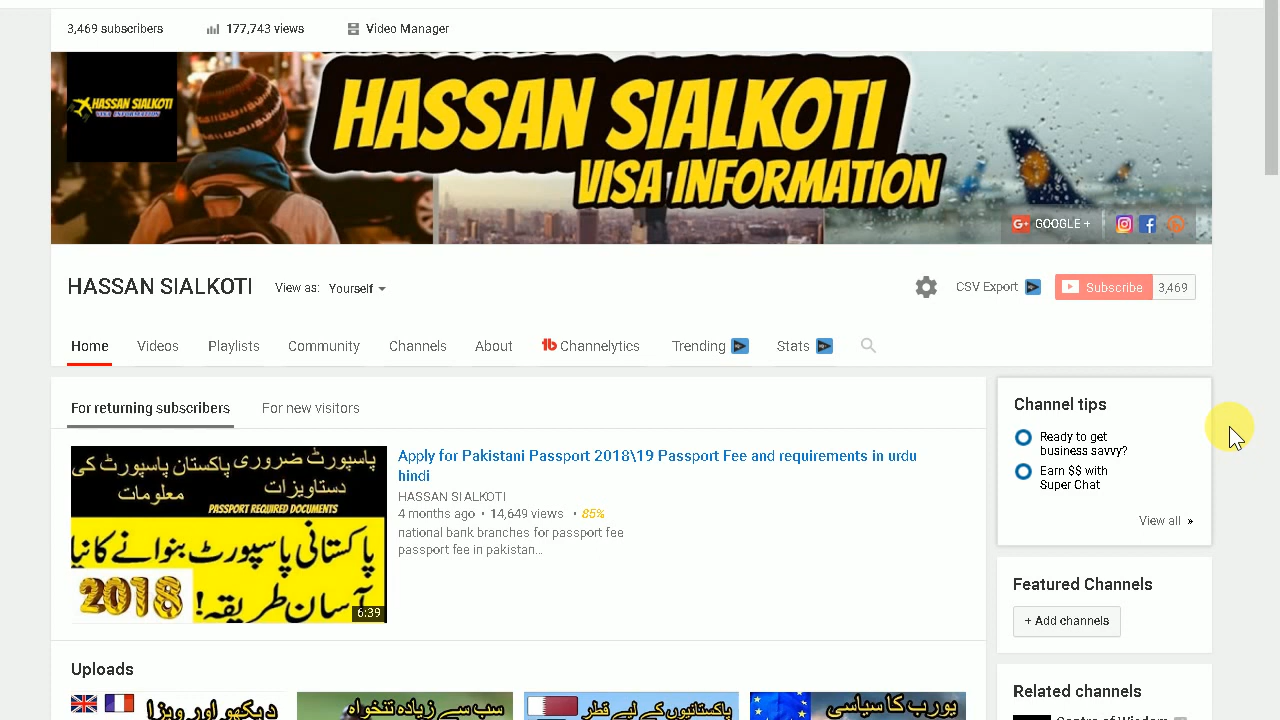 3,469 subscribers
177,743 views
Video Manager
HASSAN SIALKOTI
VISA INFORMATION
HASSAN SIALKOTI
VISA INFORMATION
G+ GOOGLE +
HASSAN SIALKOTI
View as: Yourself
CSV Export
Subscribe 3,469
Home Videos Playlists Community Channels About Channelytics Trending Stats
For returning subscribers For new visitors
پاکستان پاسپورٹ کی معلومات
پاسپورٹ ضروری دستاویزات
PASSPORT REQUIRED DOCUMENTS
پاکستانی پاسپورٹ بنوانے کا نیا
آسان طریقہ!
2018
6:39
Apply for Pakistani Passport 2018\19 Passport Fee and requirements in urdu
hindi
HASSAN SIALKOTI
4 months ago • 14,649 views • 85%
national bank branches for passport fee
passport fee in pakistan...
Channel tips
Ready to get
business savvy?
Earn $$ with
Super Chat
View all »
Featured Channels
+ Add channels
Related channels
Uploads
دیکھو اور ویزا
سب سے زیادہ تنخواہ
پاکستانیوں کے لیے قطر
یورپ کا سیاسی